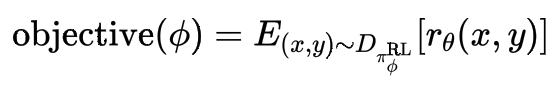 objective(ϕ) = E_{(x,y)∼D_{π_ϕ^{RL}}}[r_θ(x, y)]